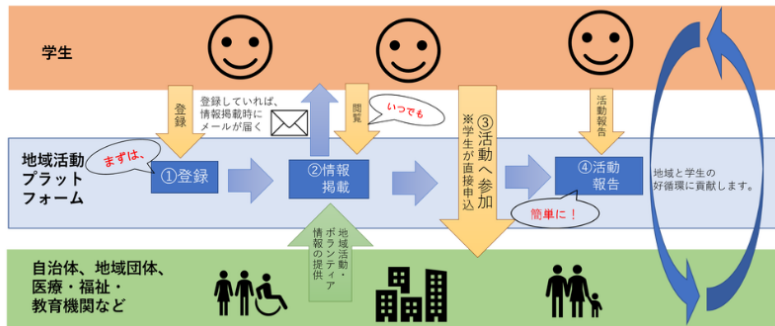 学生
登録
登録していれば、
情報掲載時に
メールが届く
閲覧
いつでも
③活動へ参加
※学生が直接申込
活動報告
地域活動
プラット
フォーム
まずは、
①登録
②情報
掲載
④活動
報告
簡単に！
地域と学生の
好循環に貢献します。
地域活動・
ボランティア
情報の提供
自治体、地域団体、
医療・福祉・
教育機関など